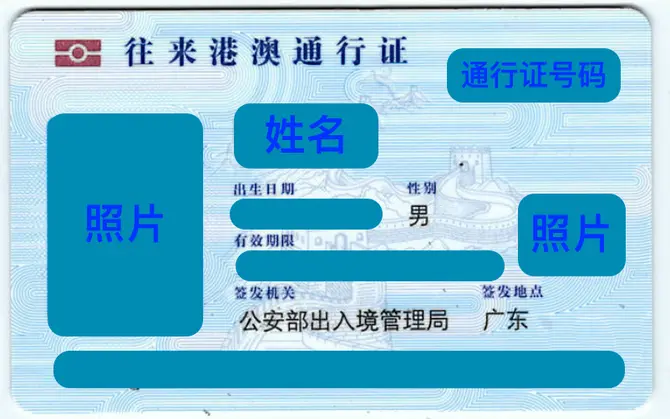 往来港澳通行证
通行证号码
姓名
照片
出生日期 性别
男
照片
有效期限
签发机关 签发地点
公安部出入境管理局 广东